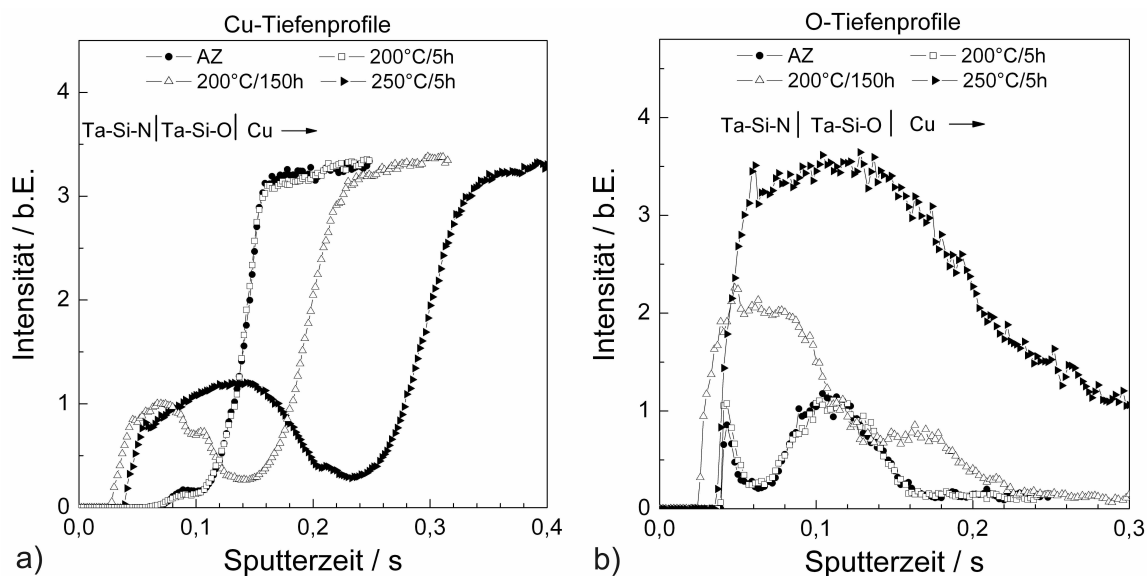 Cu-Tiefenprofile
AZ
200°C/5h
200°C/150h
250°C/5h
Ta-Si-N
Ta-Si-O
Cu
4
3
2
1
0
Intensität / b.E.
0,0
0,1
0,2
0,3
0,4
Sputterzeit / s
a)
O-Tiefenprofile
AZ
200°C/5h
200°C/150h
250°C/5h
Ta-Si-N
Ta-Si-O
Cu
4
3
2
1
0
Intensität / b.E.
0,0
0,1
0,2
0,3
Sputterzeit / s
b)